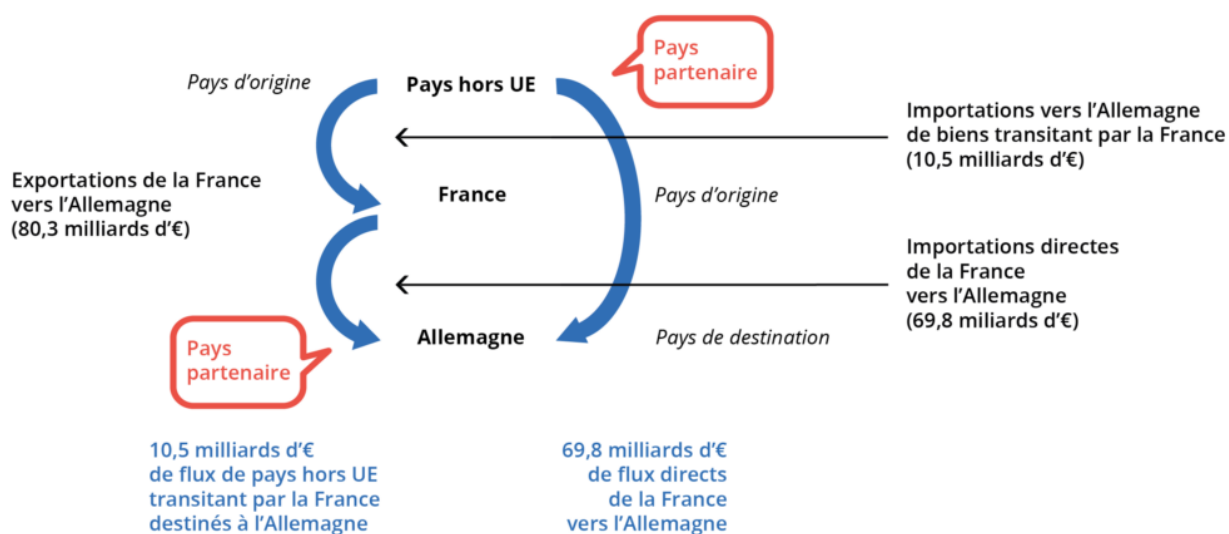 Pays
partenaire
Pays d’origine
Pays hors UE
Importations vers l’Allemagne
de biens transitant par la France
(10,5 milliards d’€)
Exportations de la France
vers l’Allemagne
(80,3 milliards d’€)
France
Pays d’origine
Importations directes
de la France
vers l’Allemagne
(69,8 miliards d’€)
Allemagne
Pays de destination
Pays
partenaire
10,5 milliards d’€
de flux de pays hors UE
transitant par la France
destinés à l’Allemagne
69,8 milliards d’€
de flux directs
de la France
vers l’Allemagne